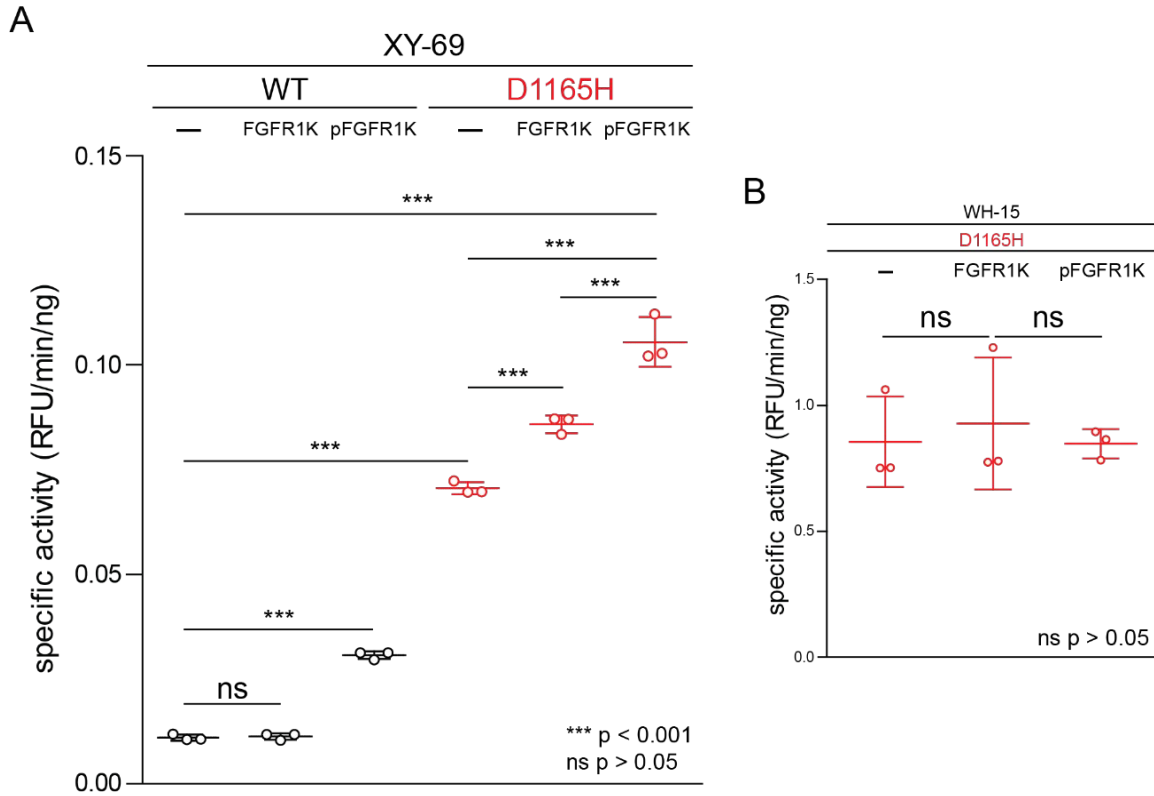 A
XY-69
WT D1165H
— FGFR1K pFGFR1K — FGFR1K pFGFR1K
specific activity (RFU/min/ng)
0.15
0.10
0.05
0.00
***
***
***
***
***
***
ns
*** p < 0.001
ns p > 0.05
B
WH-15
D1165H
– FGFR1K pFGFR1K
specific activity (RFU/min/ng)
1.5
1.0
0.5
0.0
ns ns
ns p > 0.05